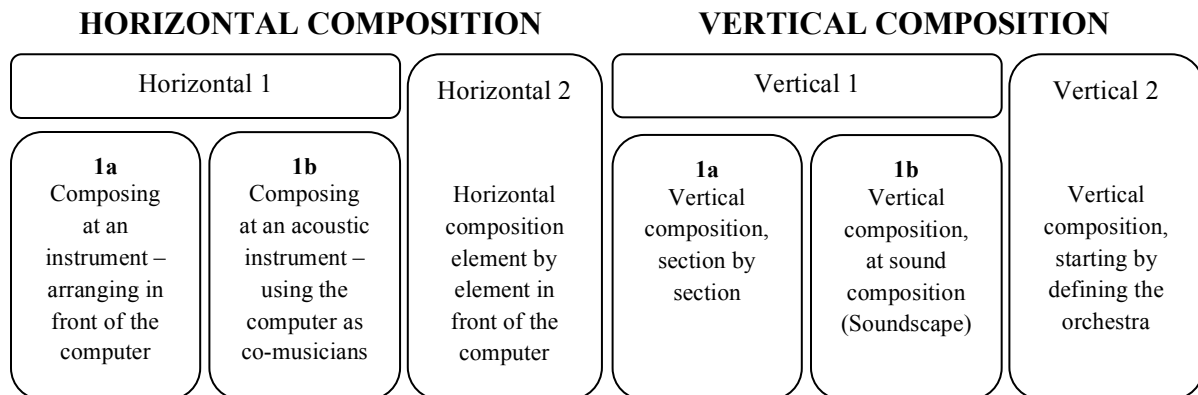 HORIZONTAL COMPOSITION
VERTICAL COMPOSITION
Horizontal 1
Horizontal 2
Vertical 1
Vertical 2
1a
Composing
at an
instrument –
arranging in
front of the
computer
1b
Composing
at an acoustic
instrument –
using the
computer as
co-musicians
Horizontal
composition
element by
element in
front of the
computer
1a
Vertical
composition,
section by
section
1b
Vertical
composition,
at sound
composition
(Soundscape)
Vertical
composition,
starting by
defining the
orchestra